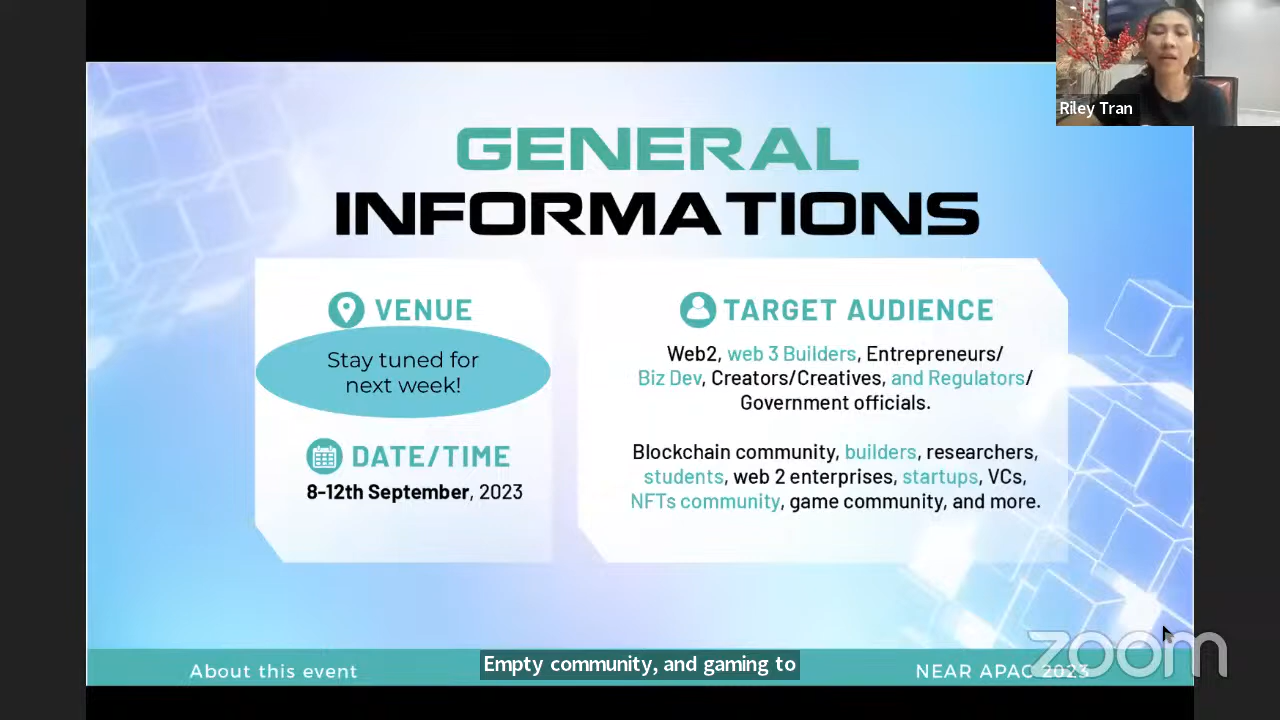 Riley Tran
GENERAL
INFORMATIONS
VENUE
Stay tuned for
next week!
DATE/TIME
8-12th September, 2023
TARGET AUDIENCE
Web2, web 3 Builders, Entrepreneurs/
Biz Dev, Creators/Creatives, and Regulators/
Government officials.
Blockchain community, builders, researchers,
students, web 2 enterprises, startups, VCs,
NFTs community, game community, and more.
About this event
Empty community, and gaming to
NEAR APAC 2023
zoom